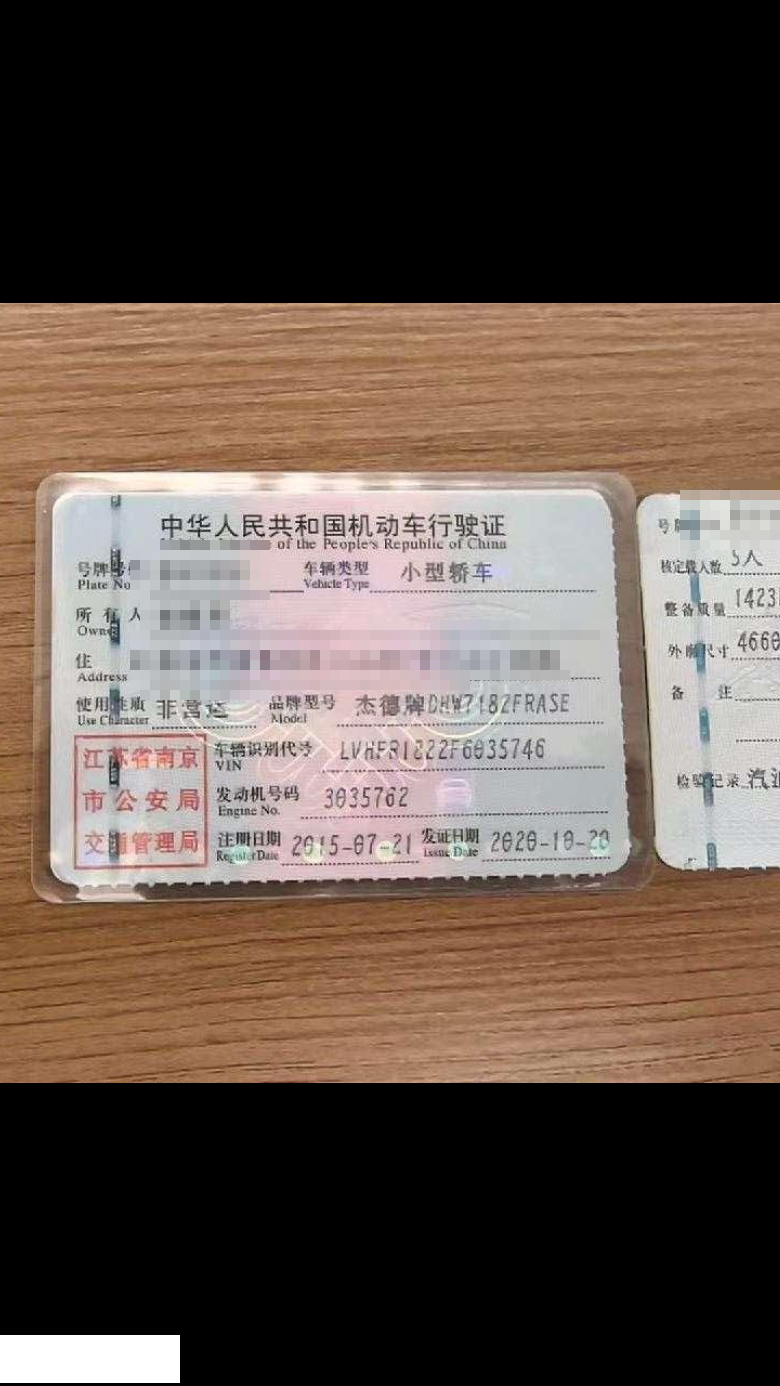 中华人民共和国机动车行驶证
of the People's Republic of China
号牌号
Plate No
车辆类型 小型轿车
Vehicle Type
所有人
Owner
住
Address
使用性质 非营运
Use Character
品牌型号 杰德牌DHW7182FRASE
Model
江苏省南京
市公安局
交通管理局
车辆识别代号 LVHFR1822F6035746
VIN
发动机号码 3035762
Engine No.
注册日期 2015-07-21
Register Date
发证日期 2020-10-20
Issue Date
号牌
核定载人数 5人
整备质量 1423
外廓尺寸 4660
备 注
检验记录 汽油